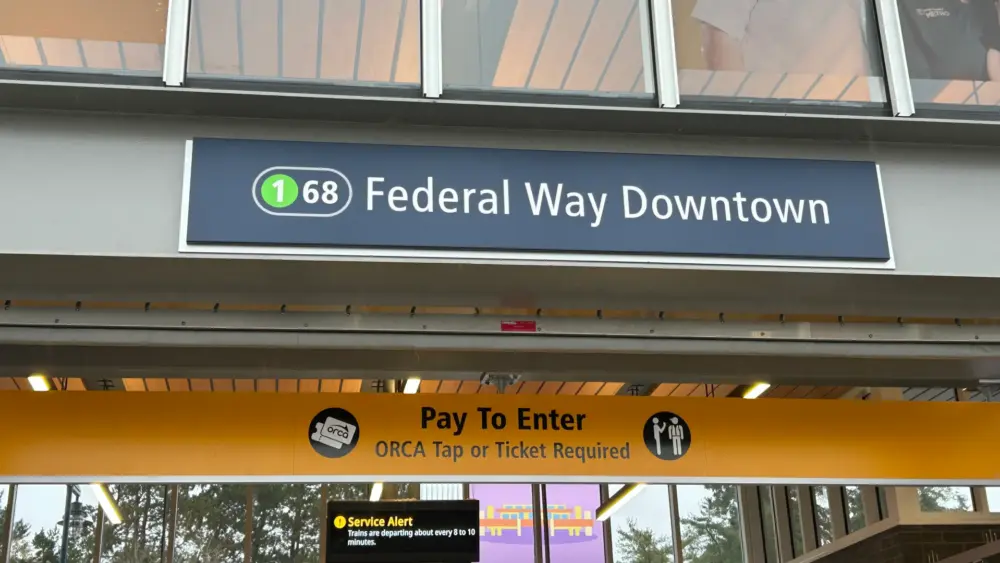 1 68 Federal Way Downtown
Pay To Enter
orca
ORCA Tap or Ticket Required
Service Alert
Trains are departing about every 8 to 10
minutes.